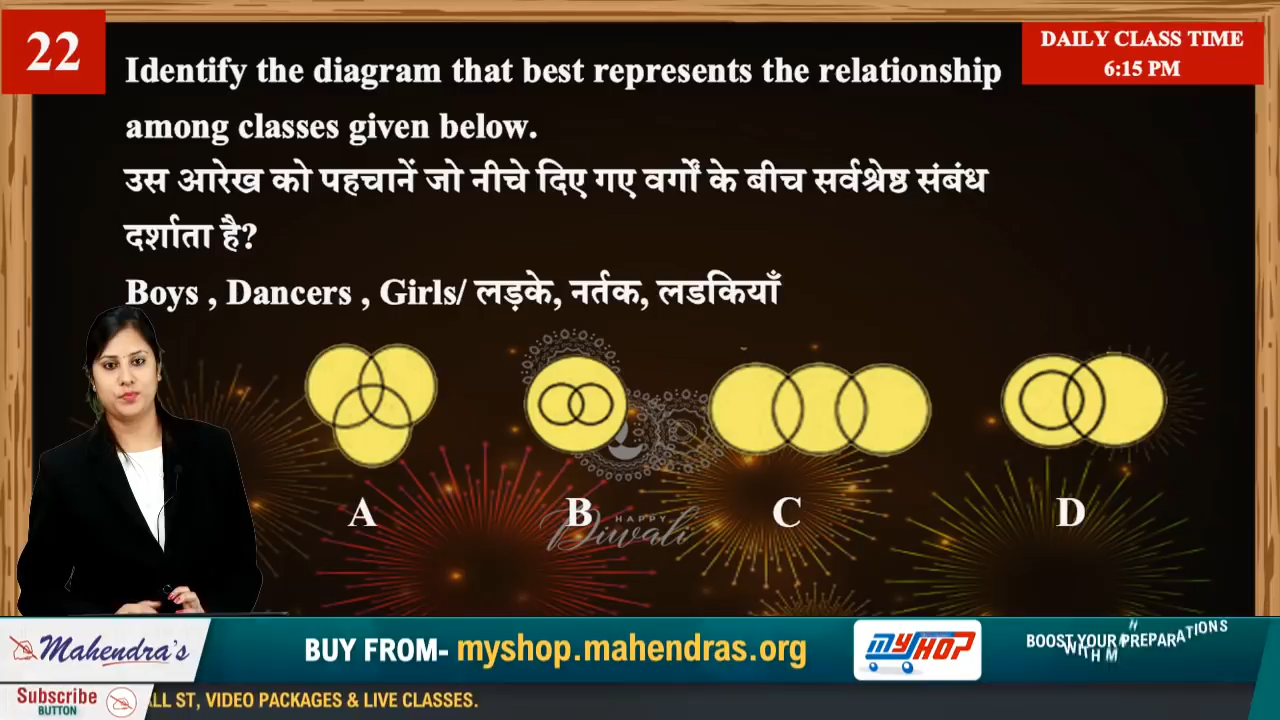 22
DAILY CLASS TIME
6:15 PM
Identify the diagram that best represents the relationship
among classes given below.
उस आरेख को पहचानें जो नीचे दिए गए वर्गों के बीच सर्वश्रेष्ठ संबंध
दर्शाता है?
Boys , Dancers , Girls/ लड़के, नर्तक, लडकियाँ
A B C D
HAPPY
Diwali
Mahendra's
BUY FROM- myshop.mahendras.org
MYSHOP
BOOST YOUR PREPARATIONS
WITH M
Subscribe
BUTTON
ALL ST, VIDEO PACKAGES & LIVE CLASSES.